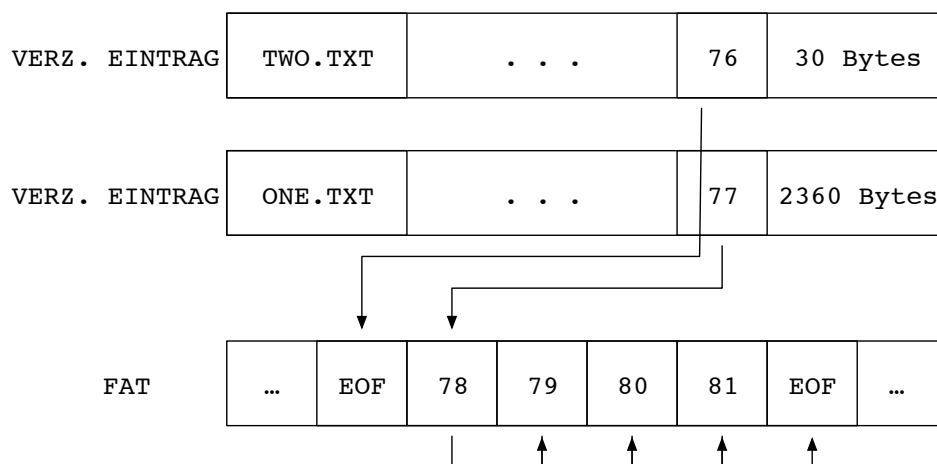 VERZ. EINTRAG TWO.TXT . . . 76 30 Bytes
VERZ. EINTRAG ONE.TXT . . . 77 2360 Bytes
FAT … EOF 78 79 80 81 EOF …